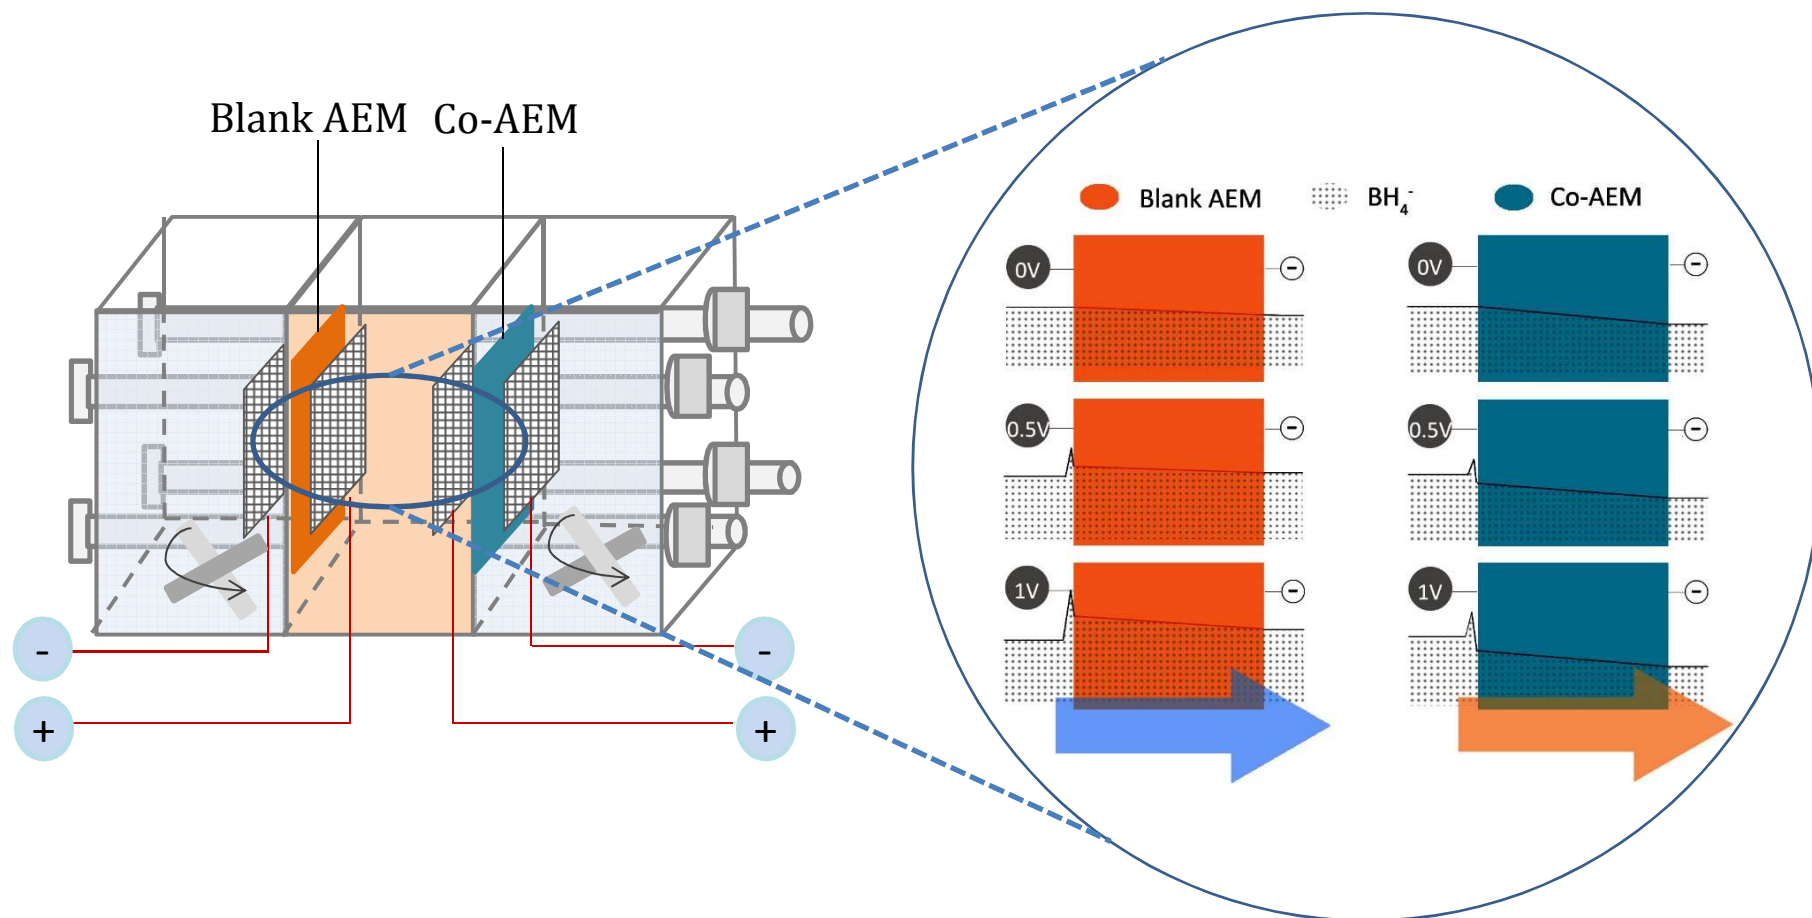 Blank AEM Co-AEM
- -
+ +
Blank AEM BH4- Co-AEM
0V - 0V -
0.5V - 0.5V -
1V - 1V -